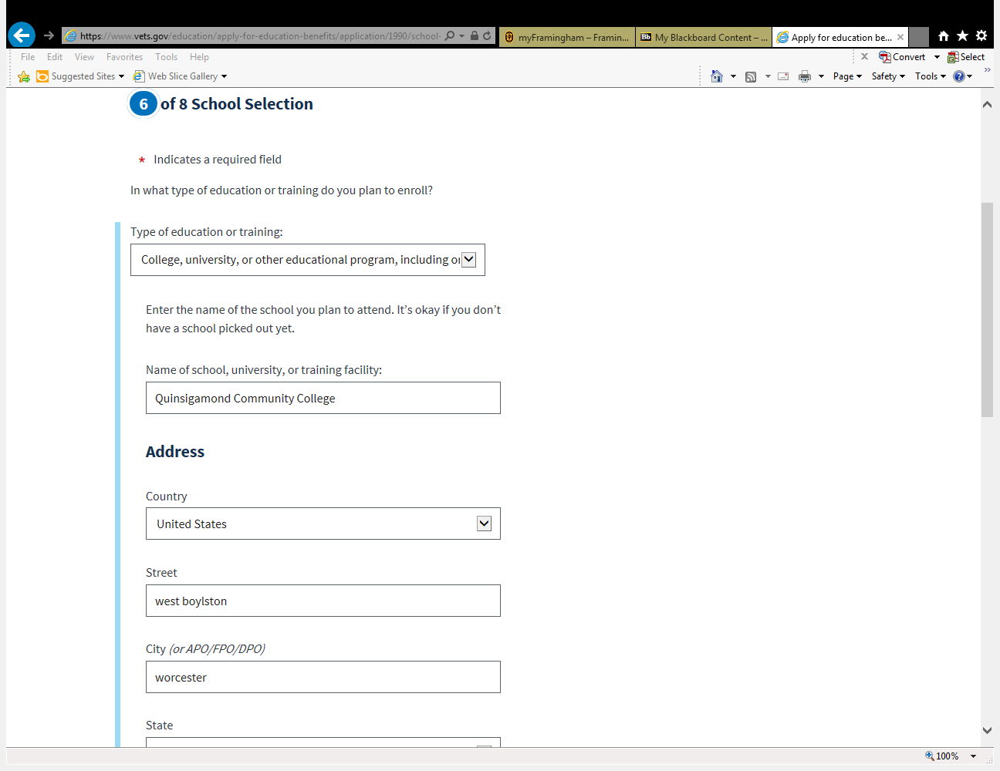 https://www.vets.gov/education/apply-for-education-benefits/application/1990/school-
myFramingham – Framin...
Bb My Blackboard Content – ...
Apply for education be...
File Edit View Favorites Tools Help
Convert Select
Suggested Sites Web Slice Gallery
Page Safety Tools
6 of 8 School Selection
* Indicates a required field
In what type of education or training do you plan to enroll?
Type of education or training:
College, university, or other educational program, including
Enter the name of the school you plan to attend. It’s okay if you don’t
have a school picked out yet.
Name of school, university, or training facility:
Quinsigamond Community College
Address
Country
United States
Street
west boylston
City (or APO/FPO/DPO)
worcester
State
100%